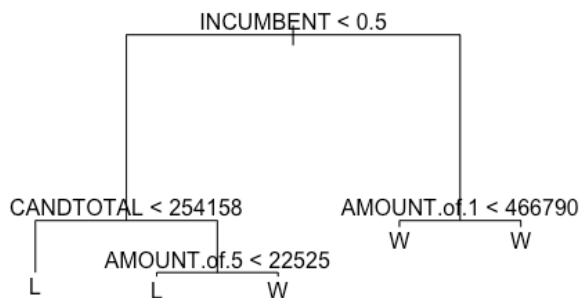 INCUMBENT < 0.5
CANDTOTAL < 254158
AMOUNT.of.1 < 466790
W W
AMOUNT.of.5 < 22525
L L W